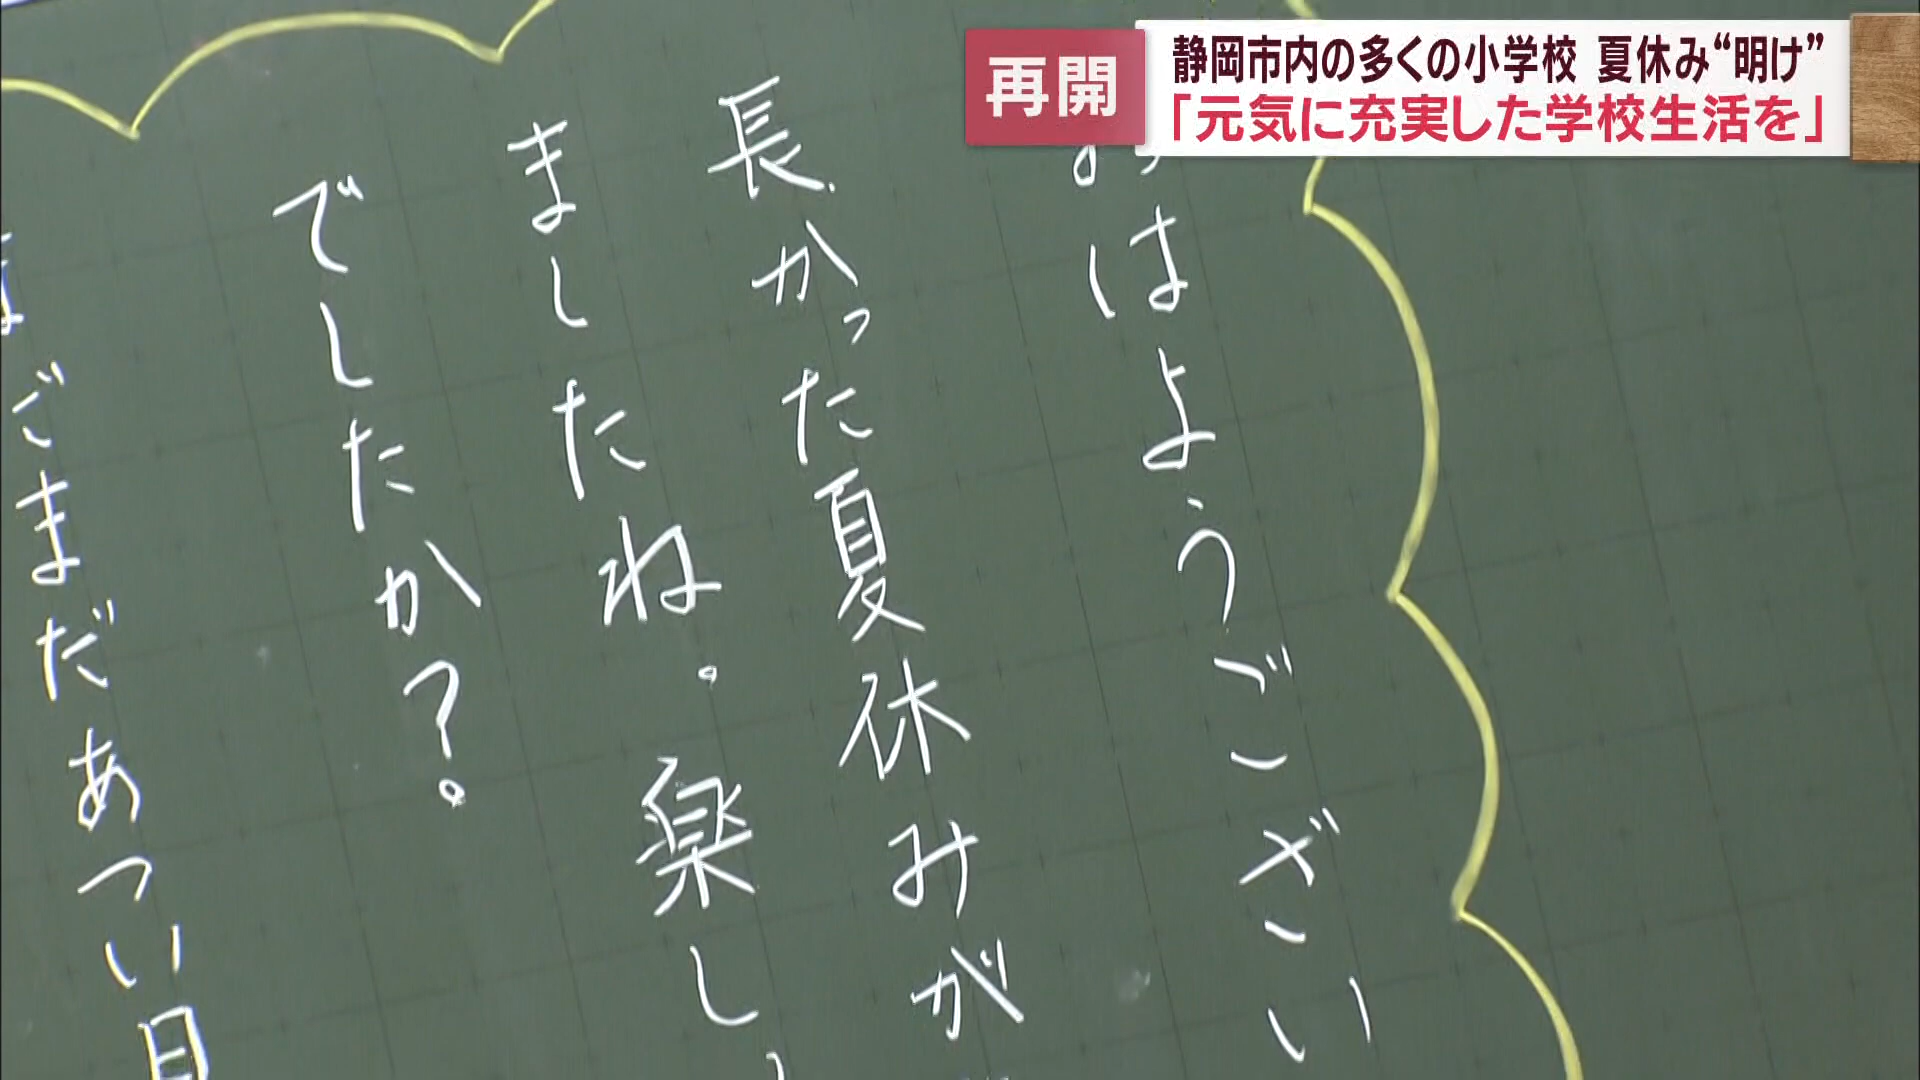 再開
静岡市内の多くの小学校 夏休み“明け”
「元気に充実した学校生活を」
おはようござい
長かった夏休みが
ましたね。楽し
でしたか?
ごまだあつい日